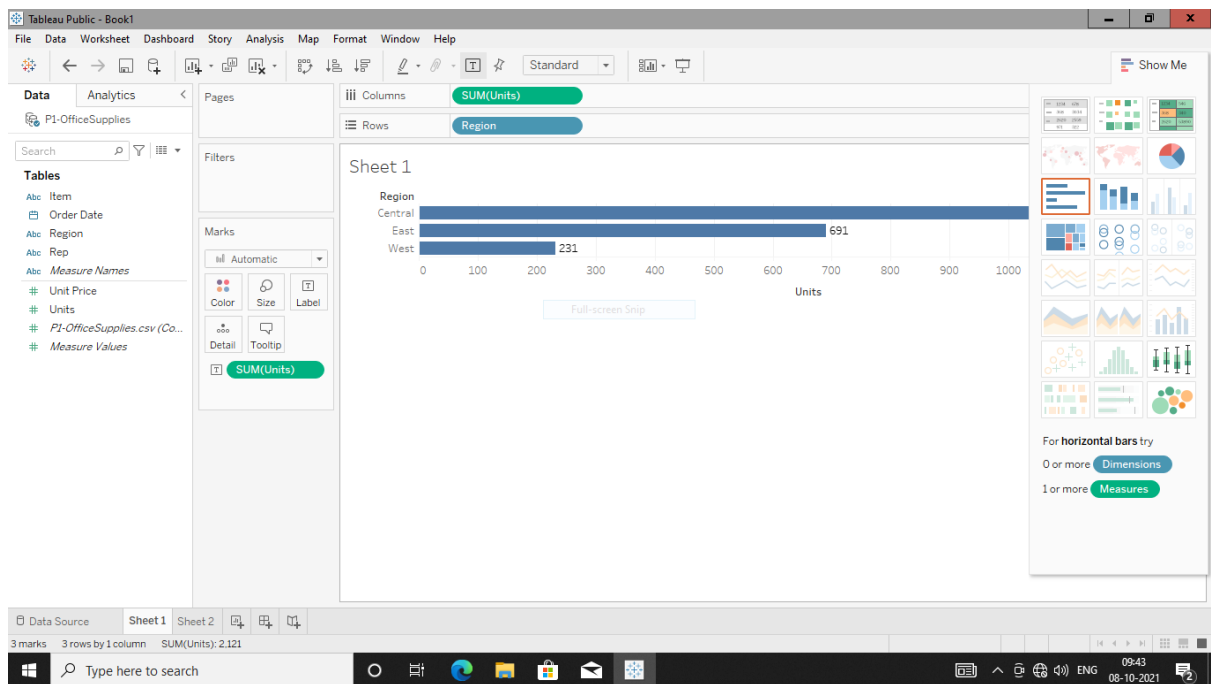 Tableau Public - Book1
File Data Worksheet Dashboard Story Analysis Map Format Window Help
Standard
Show Me
Data Analytics
P1-OfficeSupplies
Search
Tables
Abc Item
Order Date
Abc Region
Abc Rep
Abc Measure Names
# Unit Price
# Units
# P1-OfficeSupplies.csv (Co...
# Measure Values
Pages
Filters
Marks
Automatic
Color Size Label
Detail Tooltip
SUM(Units)
Columns SUM(Units)
Rows Region
Sheet 1
Region
Central
East 691
West 231
0 100 200 300 400 500 600 700 800 900 1000
Units
Full-screen Snip
For horizontal bars try
0 or more Dimensions
1 or more Measures
Data Source Sheet 1 Sheet 2
3 marks 3 rows by 1 column SUM(Units): 2,121
Type here to search
ENG
09:43
08-10-2021
2